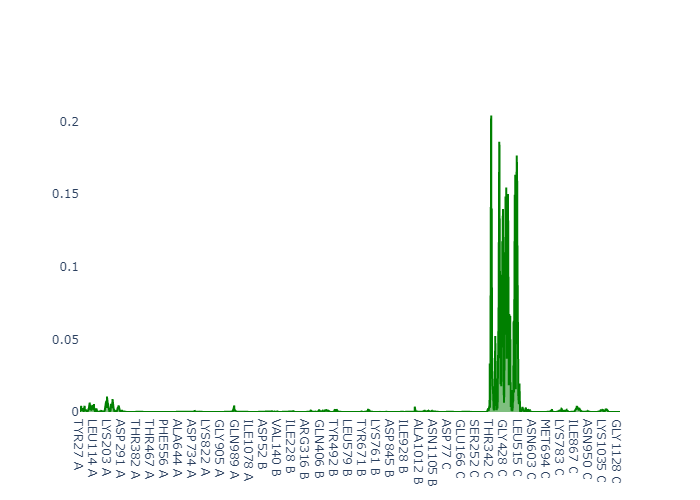 0.2
0.15
0.1
0.05
0
TYR27 A
LEU114 A
LYS203 A
ASP291 A
THR382 A
THR467 A
PHE556 A
ALA644 A
ASP734 A
LYS822 A
GLY905 A
GLN989 A
ILE1078 A
ASP52 B
VAL140 B
ILE228 B
ARG316 B
GLN406 B
TYR492 B
LEU579 B
TYR671 B
LYS761 B
ASP845 B
ILE928 B
ALA1012 B
ASN1105 B
ASP77 C
GLU166 C
SER252 C
THR342 C
GLY428 C
LEU515 C
ASN603 C
MET694 C
LYS783 C
ILE867 C
ASN950 C
LYS1035 C
GLY1128 C